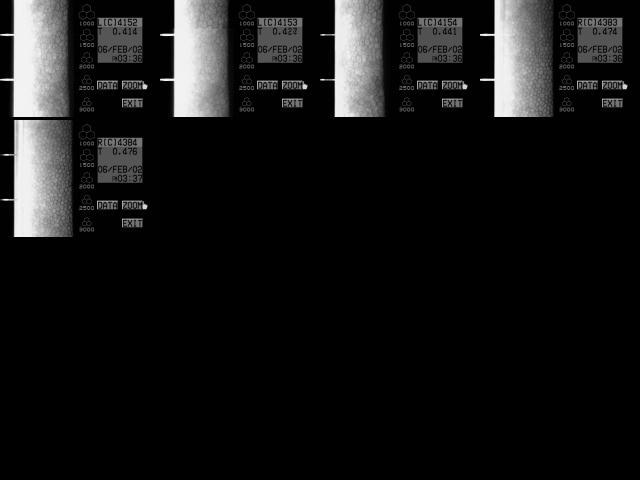 L(C)4152
T 0.414
06/FEB/02
PM03:36
1000
1500
2000
2500
3000
DATA ZOOM
EXIT
L(C)4153
T 0.427
06/FEB/02
PM03:36
1000
1500
2000
2500
3000
DATA ZOOM
EXIT
L(C)4154
T 0.441
06/FEB/02
PM03:36
1000
1500
2000
2500
3000
DATA ZOOM
EXIT
R(C)4383
T 0.474
06/FEB/02
PM03:36
1000
1500
2000
2500
3000
DATA ZOOM
EXIT
R(C)4384
T 0.476
06/FEB/02
PM03:37
1000
1500
2000
2500
3000
DATA ZOOM
EXIT